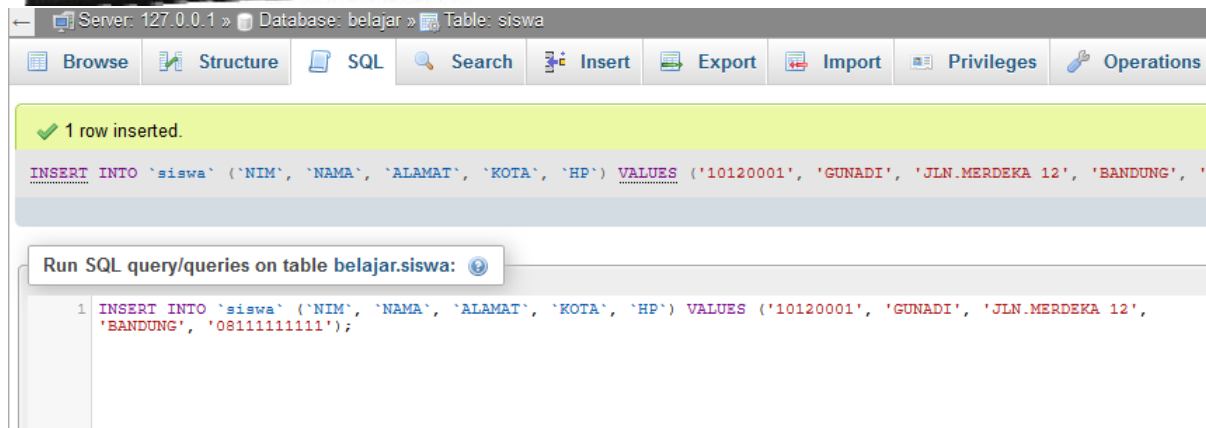 Server: 127.0.0.1 » Database: belajar » Table: siswa
Browse Structure SQL Search Insert Export Import Privileges Operations
1 row inserted.
INSERT INTO `siswa` (`NIM`, `NAMA`, `ALAMAT`, `KOTA`, `HP`) VALUES ('10120001', 'GUNADI', 'JLN.MERDEKA 12', 'BANDUNG', '
Run SQL query/queries on table belajar.siswa:
1 INSERT INTO `siswa` (`NIM`, `NAMA`, `ALAMAT`, `KOTA`, `HP`) VALUES ('10120001', 'GUNADI', 'JLN.MERDEKA 12',
'BANDUNG', '08111111111');